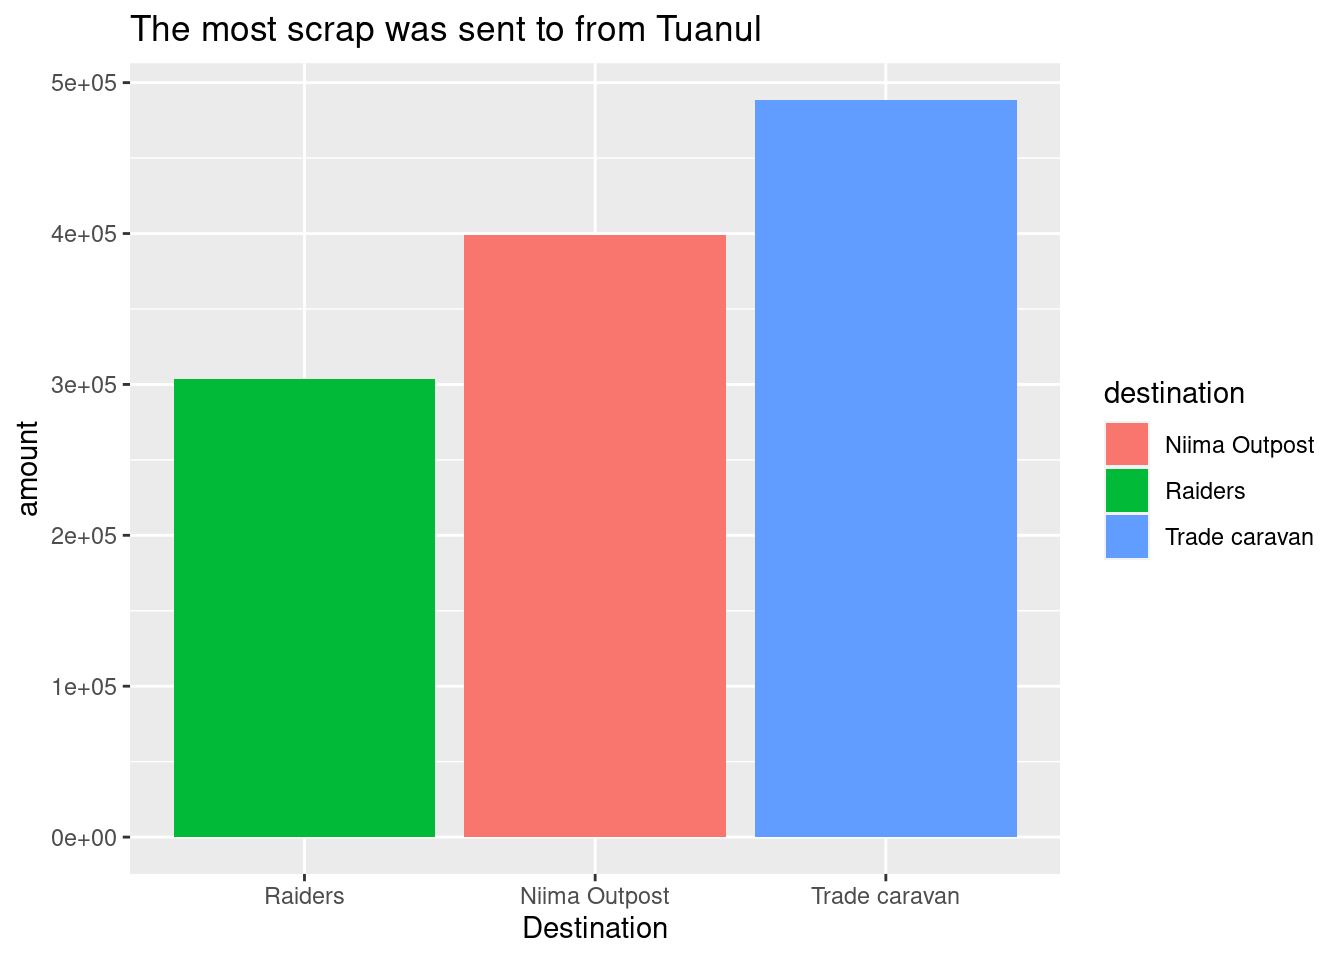 The most scrap was sent to from Tuanul
5e+05
4e+05
3e+05
2e+05
1e+05
0e+00
amount
Raiders
Niima Outpost
Trade caravan
Destination
destination
Niima Outpost
Raiders
Trade caravan